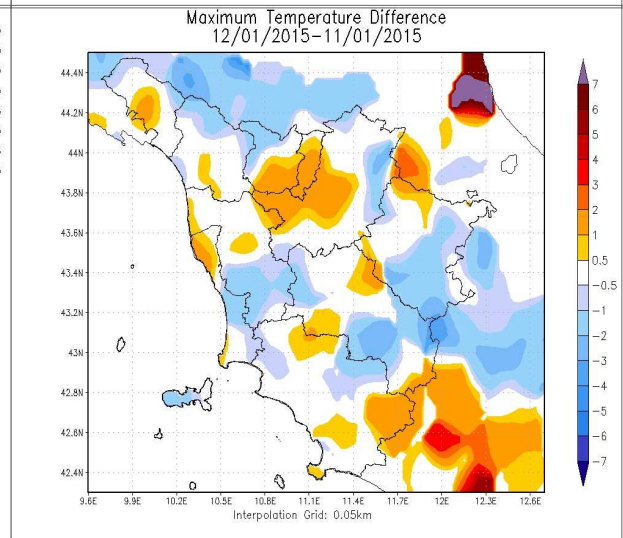 Maximum Temperature Difference
12/01/2015-11/01/2015
44.4N
44.2N
44N
43.8N
43.6N
43.4N
43.2N
43N
42.8N
42.6N
42.4N
9.6E 9.9E 10.2E 10.5E 10.8E 11.1E 11.4E 11.7E 12E 12.3E 12.6E
Interpolation Grid: 0.05km
7
6
5
4
3
2
1
0.5
-0.5
-1
-2
-3
-4
-5
-6
-7